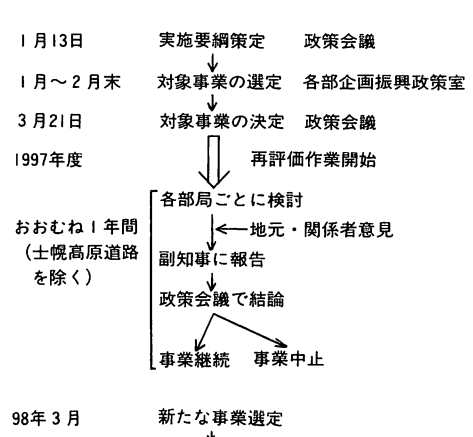 1月13日 実施要綱策定 政策会議
1月～2月末 対象事業の選定 各部企画振興政策室
3月21日 対象事業の決定 政策会議
1997年度 再評価作業開始
各部局ごとに検討
おおむね1年間
(士幌高原道路
を除く)
地元・関係者意見
副知事に報告
政策会議で結論
事業継続 事業中止
98年3月 新たな事業選定